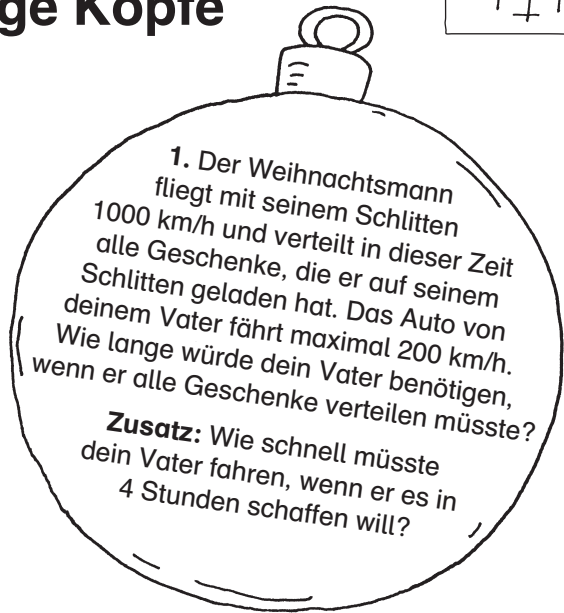 ge Köpfe
1. Der Weihnachtsmann
fliegt mit seinem Schlitten
1000 km/h und verteilt in dieser Zeit
alle Geschenke, die er auf seinem
Schlitten geladen hat. Das Auto von
deinem Vater fährt maximal 200 km/h.
Wie lange würde dein Vater benötigen,
wenn er alle Geschenke verteilen müsste?
Zusatz: Wie schnell müsste
dein Vater fahren, wenn er es in
4 Stunden schaffen will?